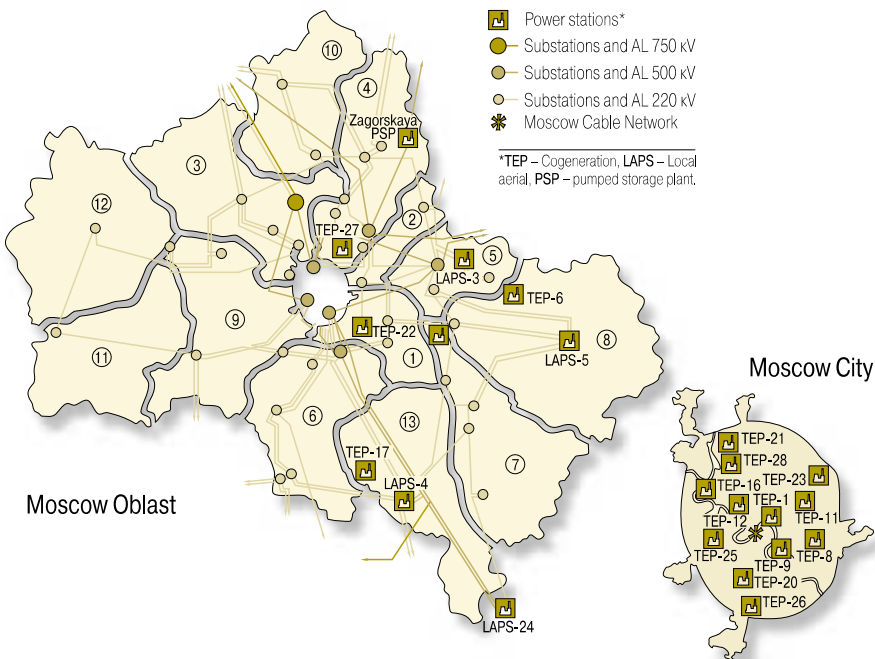 Power stations*
Substations and AL 750 кV
Substations and AL 500 кV
Substations and AL 220 кV
Moscow Cable Network
*TEP – Cogeneration, LAPS – Local
aerial, PSP – pumped storage plant.
⑩
④
Zagorskaya
PSP
③
⑫
②
TEP-27
⑤
LAPS-3
TEP-6
⑨
TEP-22
⑧
LAPS-5
⑪
①
Moscow City
⑥
⑬
⑦
TEP-17
LAPS-4
Moscow Oblast
LAPS-24
TEP-21
TEP-28
TEP-23
TEP-16
TEP-1
TEP-12
TEP-11
TEP-25
TEP-8
TEP-9
TEP-20
TEP-26